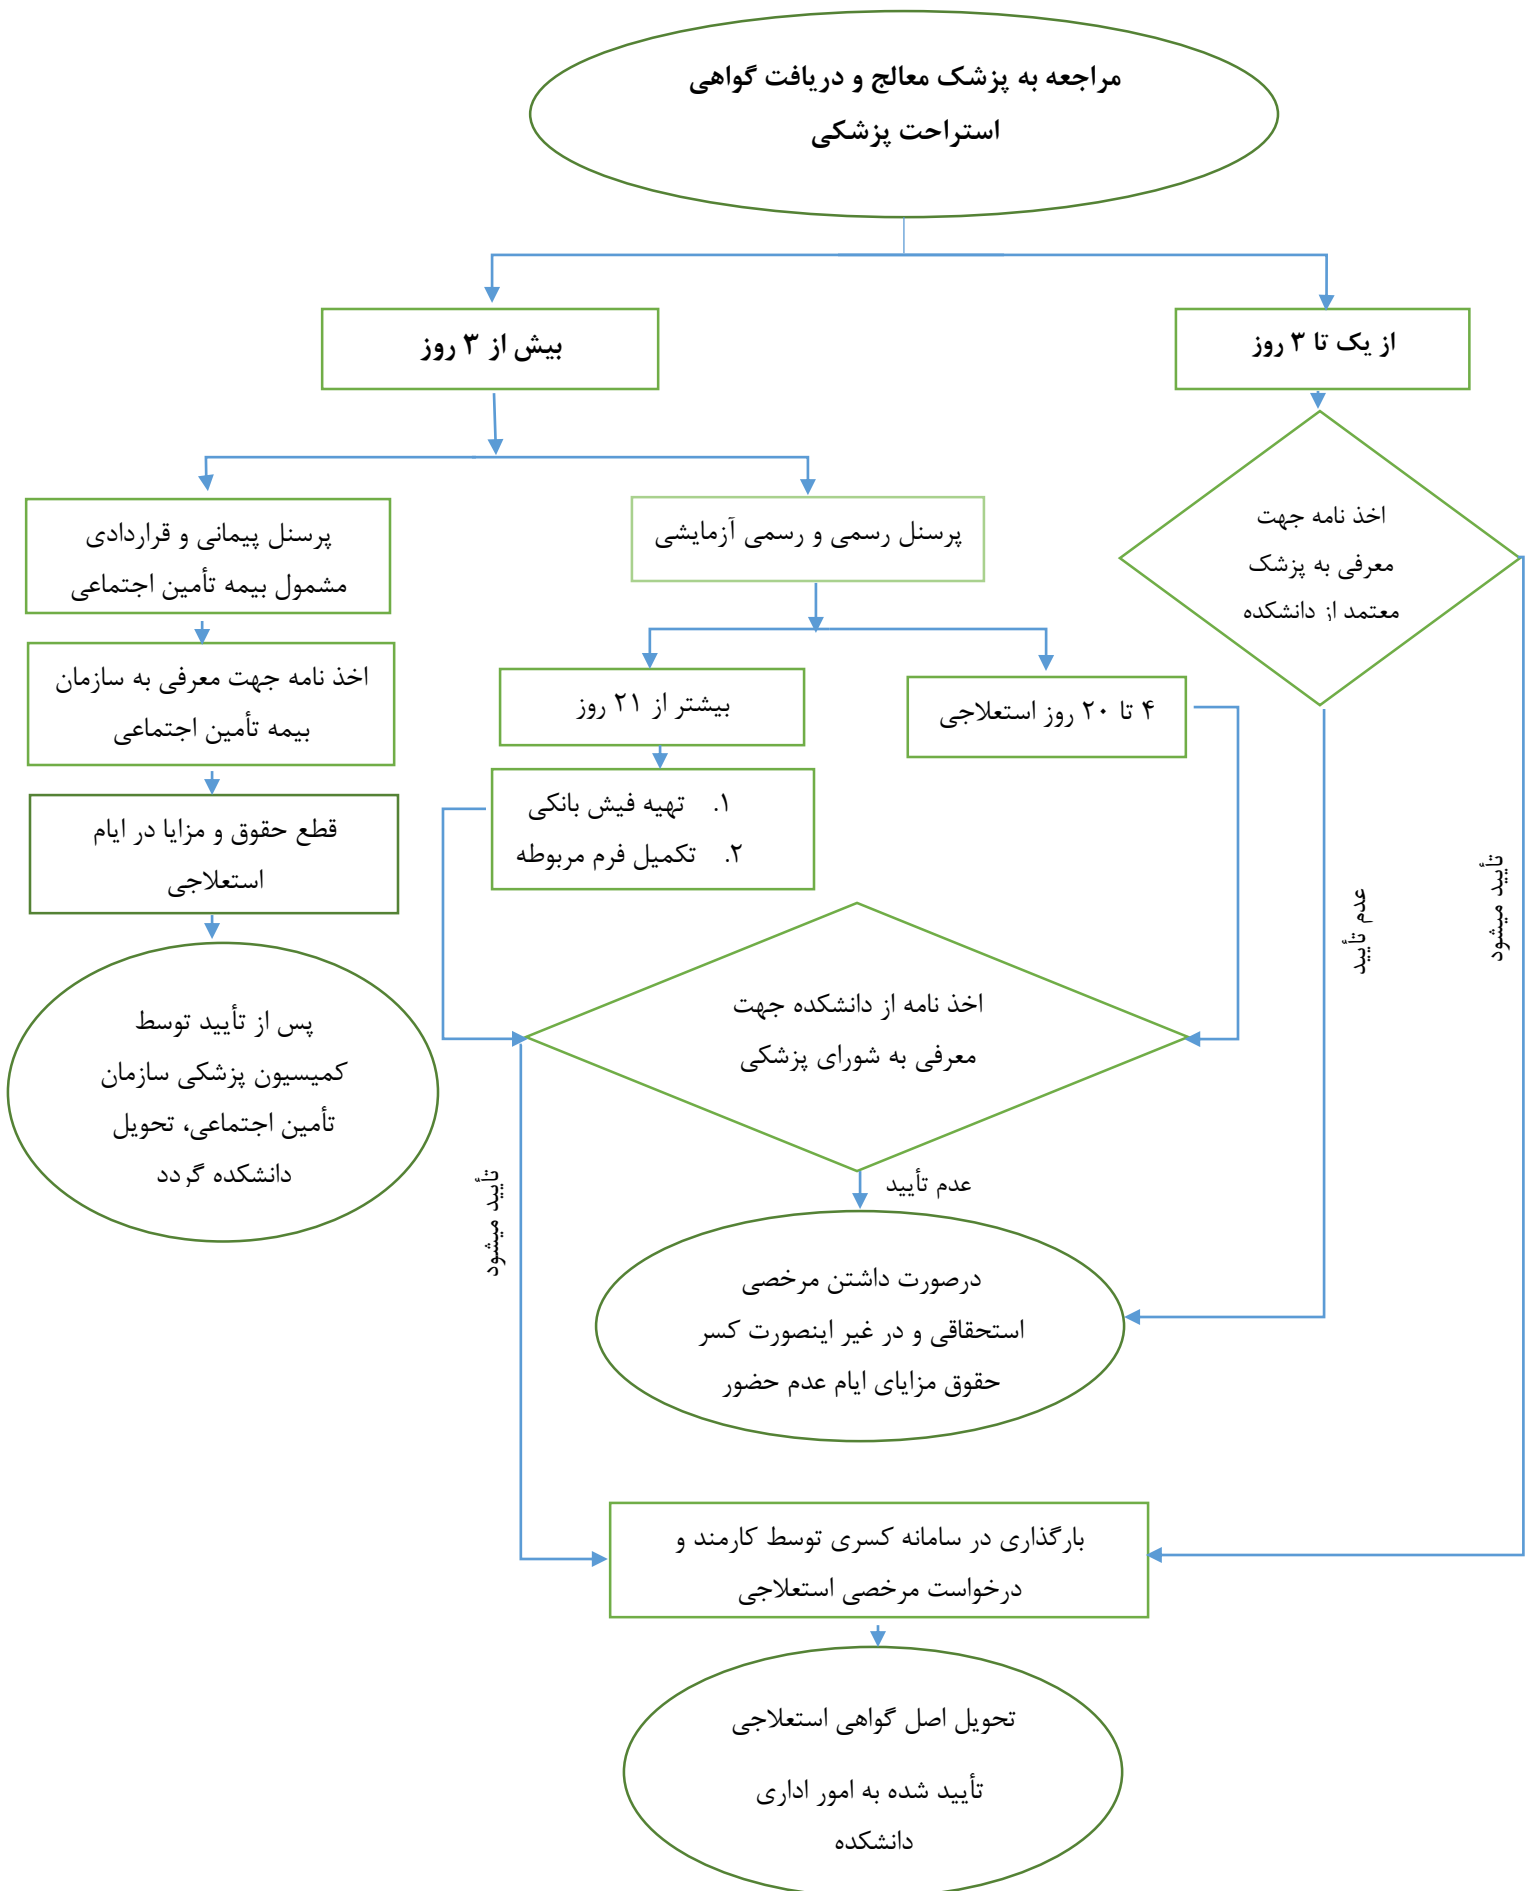 مراجعه به پزشک معالج و دریافت گواهی
استراحت پزشکی
از یک تا ۳ روز
بیش از ۳ روز
اخذ نامه جهت
معرفی به پزشک
معتمد از دانشکده
پرسنل رسمی و رسمی آزمایشی
پرسنل پیمانی و قراردادی
مشمول بیمه تأمین اجتماعی
۴ تا ۲۰ روز استعلاجی
بیشتر از ۲۱ روز
اخذ نامه جهت معرفی به سازمان
بیمه تأمین اجتماعی
۱. تهیه فیش بانکی
۲. تکمیل فرم مربوطه
قطع حقوق و مزایا در ایام
استعلاجی
تأیید میشود
عدم تأیید
اخذ نامه از دانشکده جهت
معرفی به شورای پزشکی
پس از تأیید توسط
کمیسیون پزشکی سازمان
تأمین اجتماعی، تحویل
دانشکده گردد
عدم تأیید
تأیید میشود
درصورت داشتن مرخصی
استحقاقی و در غیر اینصورت کسر
حقوق مزایای ایام عدم حضور
بارگذاری در سامانه کسری توسط کارمند و
درخواست مرخصی استعلاجی
تحویل اصل گواهی استعلاجی
تأیید شده به امور اداری
دانشکده